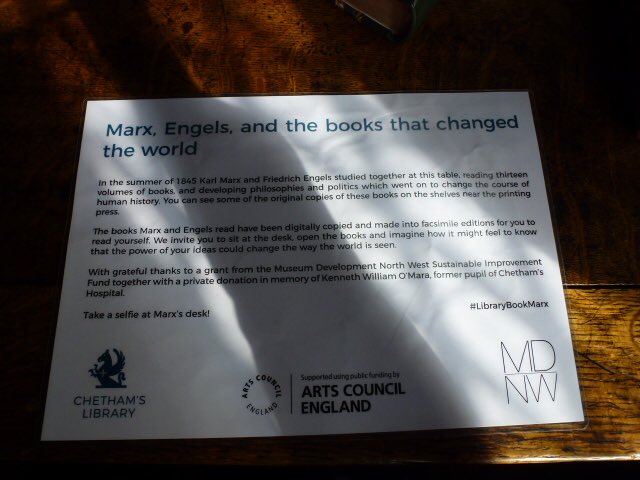 Marx, Engels, and the books that changed
the world
In the summer of 1845 Karl Marx and Friedrich Engels studied together at this table, reading thirteen
volumes of books, and developing philosophies and politics which went on to change the course of
human history. You can see some of the original copies of these books on the shelves near the printing
press.
The books Marx and Engels read have been digitally copied and made into facsimile editions for you to
read yourself. We invite you to sit at the desk, open the books and imagine how it might feel to know
that the power of your ideas could change the way the world is seen.
With grateful thanks to a grant from the Museum Development North West Sustainable Improvement
Fund together with a private donation in memory of Kenneth William O'Mara, former pupil of Chetham's
Hospital.
#LibraryBookMarx
Take a selfie at Marx's desk!
CHETHAM'S
LIBRARY
ARTS COUNCIL
ENGLAND
Supported using public funding by
ARTS COUNCIL
ENGLAND
MD
NW